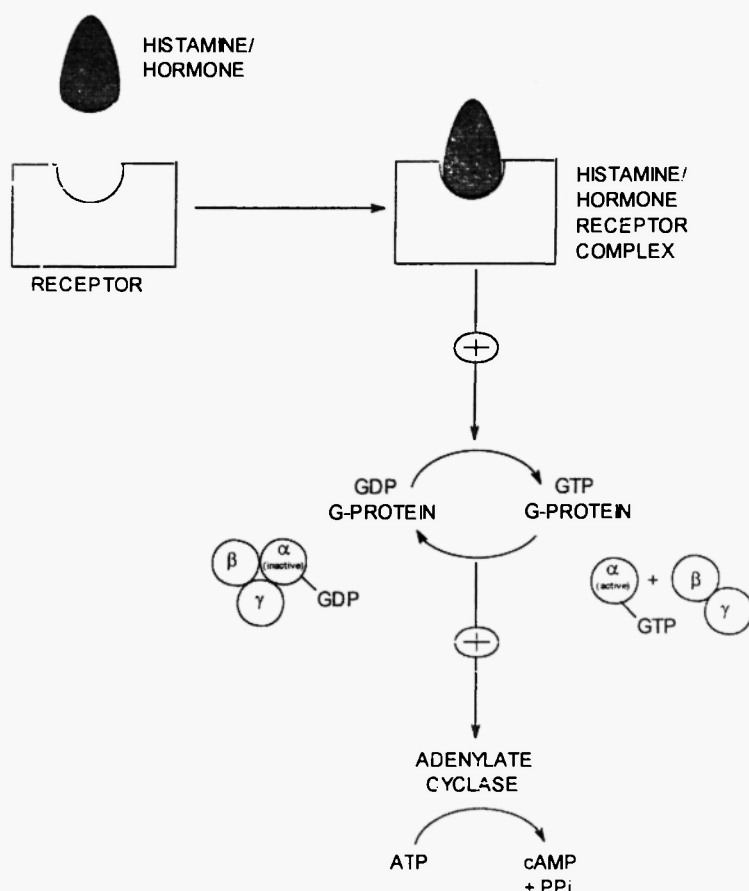 HISTAMINE/
HORMONE
RECEPTOR
HISTAMINE/
HORMONE
RECEPTOR
COMPLEX
+
GDP
G-PROTEIN
GTP
G-PROTEIN
β
α
(inactive)
γ
GDP
α
(active)
+
β
γ
GTP
+
ADENYLATE
CYCLASE
ATP
cAMP
+ PPi